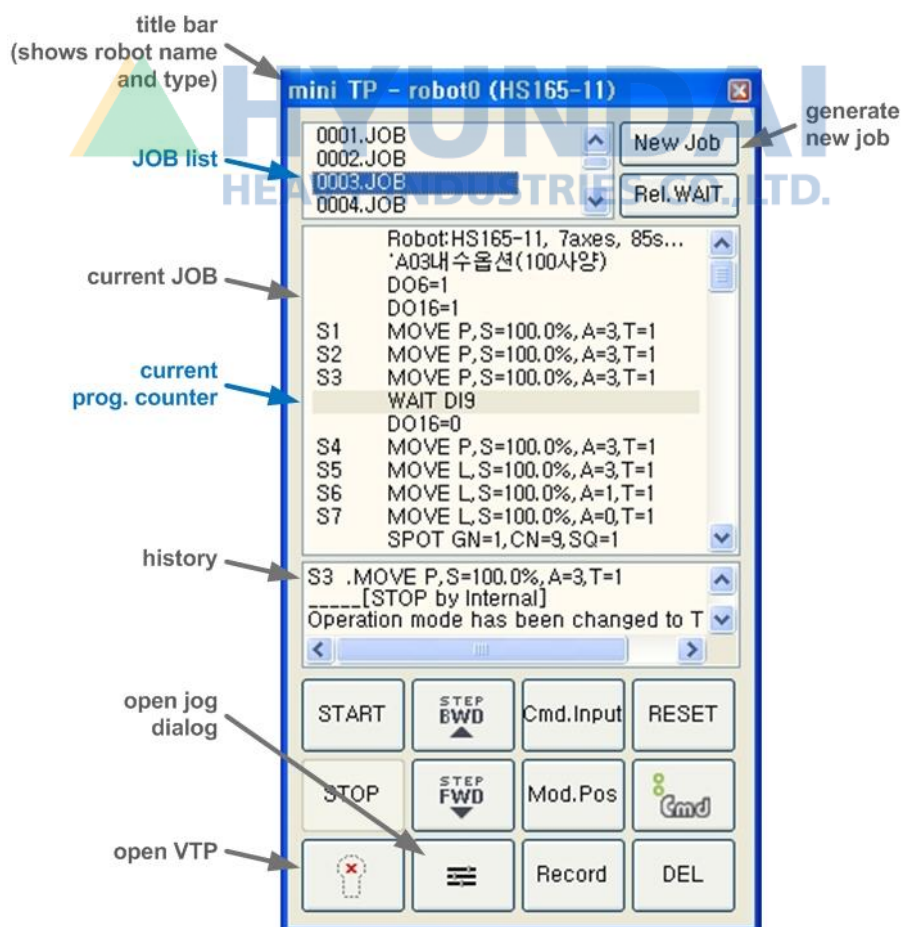 title bar
(shows robot name
and type)
mini TP - robot0 (HS165-11)
HYUNDAI
HEAVY INDUSTRIES CO.,LTD.
generate
new job
JOB list
0001.JOB
0002.JOB
0003.JOB
0004.JOB
New Job
Rel.WAIT
current JOB
Robot:HS165-11, 7axes, 85s...
'A03내수옵션(100사양)
DO6=1
DO16=1
S1 MOVE P,S=100.0%,A=3,T=1
S2 MOVE P,S=100.0%,A=3,T=1
S3 MOVE P,S=100.0%,A=3,T=1
current
prog. counter
WAIT DI9
DO16=0
S4 MOVE P,S=100.0%,A=3,T=1
S5 MOVE L,S=100.0%,A=3,T=1
S6 MOVE L,S=100.0%,A=1,T=1
S7 MOVE L,S=100.0%,A=0,T=1
SPOT GN=1,CN=9,SQ=1
history
S3 .MOVE P,S=100.0%,A=3,T=1
_____[STOP by Internal]
Operation mode has been changed to T
open jog
dialog
START
STEP
BWD
Cmd.Input
RESET
STOP
STEP
FWD
Mod.Pos
Cmd
open VTP
Record
DEL